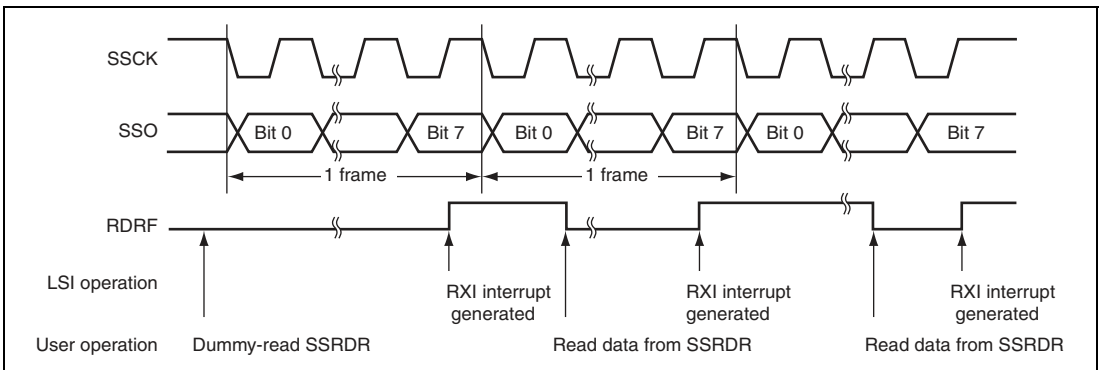 SSCK
SSO
Bit 0
Bit 7
Bit 0
Bit 7
Bit 0
Bit 7
1 frame
1 frame
RDRF
LSI operation
RXI interrupt
generated
RXI interrupt
generated
RXI interrupt
generated
User operation
Dummy-read SSRDR
Read data from SSRDR
Read data from SSRDR